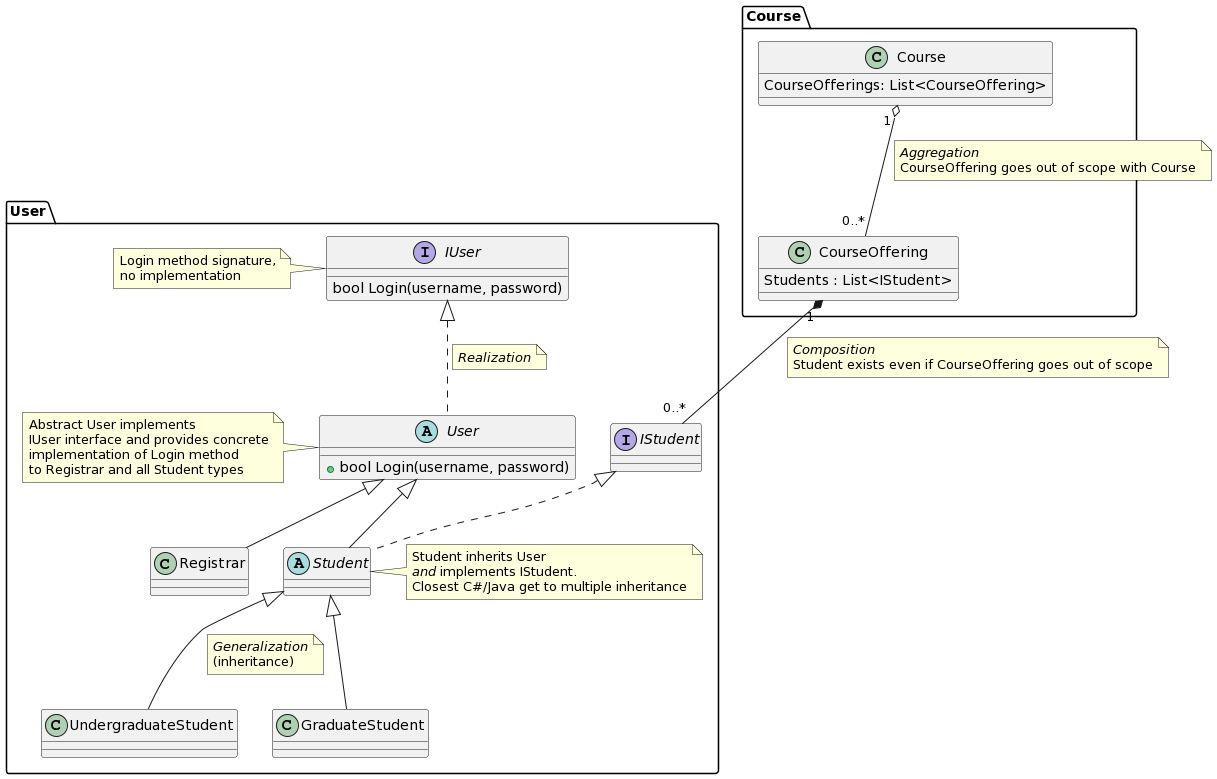 Course
C Course
CourseOfferings: List<CourseOffering>
1
Aggregation
CourseOffering goes out of scope with Course
0..*
C CourseOffering
Students : List<IStudent>
1
Composition
Student exists even if CourseOffering goes out of scope
0..*
User
Login method signature,
no implementation
I IUser
bool Login(username, password)
Realization
Abstract User implements
IUser interface and provides concrete
implementation of Login method
to Registrar and all Student types
A User
bool Login(username, password)
I IStudent
C Registrar
A Student
Student inherits User
and implements IStudent.
Closest C#/Java get to multiple inheritance
Generalization
(inheritance)
C UndergraduateStudent
C GraduateStudent